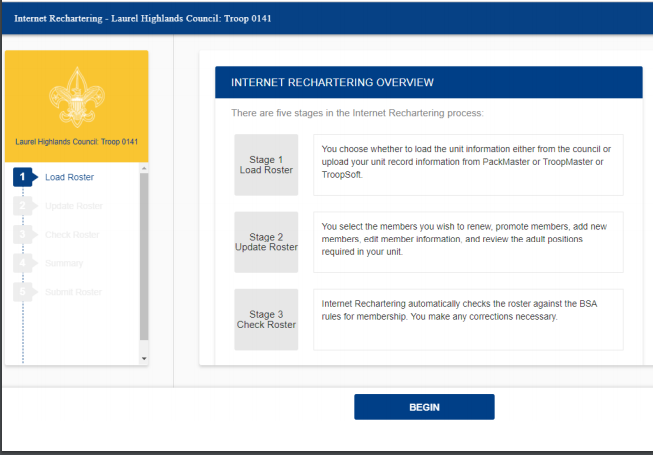 Internet Rechartering - Laurel Highlands Council: Troop 0141
Laurel Highlands Council: Troop 0141
1 Load Roster
2 Update Roster
3 Check Roster
4 Summary
5 Submit Roster
INTERNET RECHARTERING OVERVIEW
There are five stages in the Internet Rechartering process:
Stage 1
Load Roster
You choose whether to load the unit information either from the council or
upload your unit record information from PackMaster or TroopMaster or
TroopSoft.
Stage 2
Update Roster
You select the members you wish to renew, promote members, add new
members, edit member information, and review the adult positions
required in your unit.
Stage 3
Check Roster
Internet Rechartering automatically checks the roster against the BSA
rules for membership. You make any corrections necessary.
BEGIN